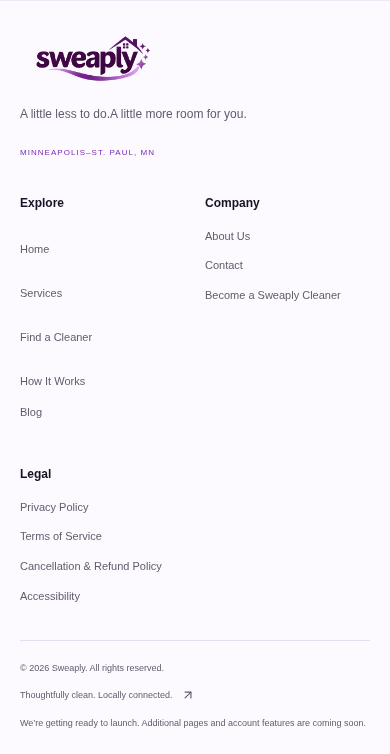 sweaply
A little less to do.A little more room for you.
MINNEAPOLIS–ST. PAUL, MN
Explore
Home
Services
Find a Cleaner
How It Works
Blog
Company
About Us
Contact
Become a Sweaply Cleaner
Legal
Privacy Policy
Terms of Service
Cancellation & Refund Policy
Accessibility
© 2026 Sweaply. All rights reserved.
Thoughtfully clean. Locally connected.
We're getting ready to launch. Additional pages and account features are coming soon.